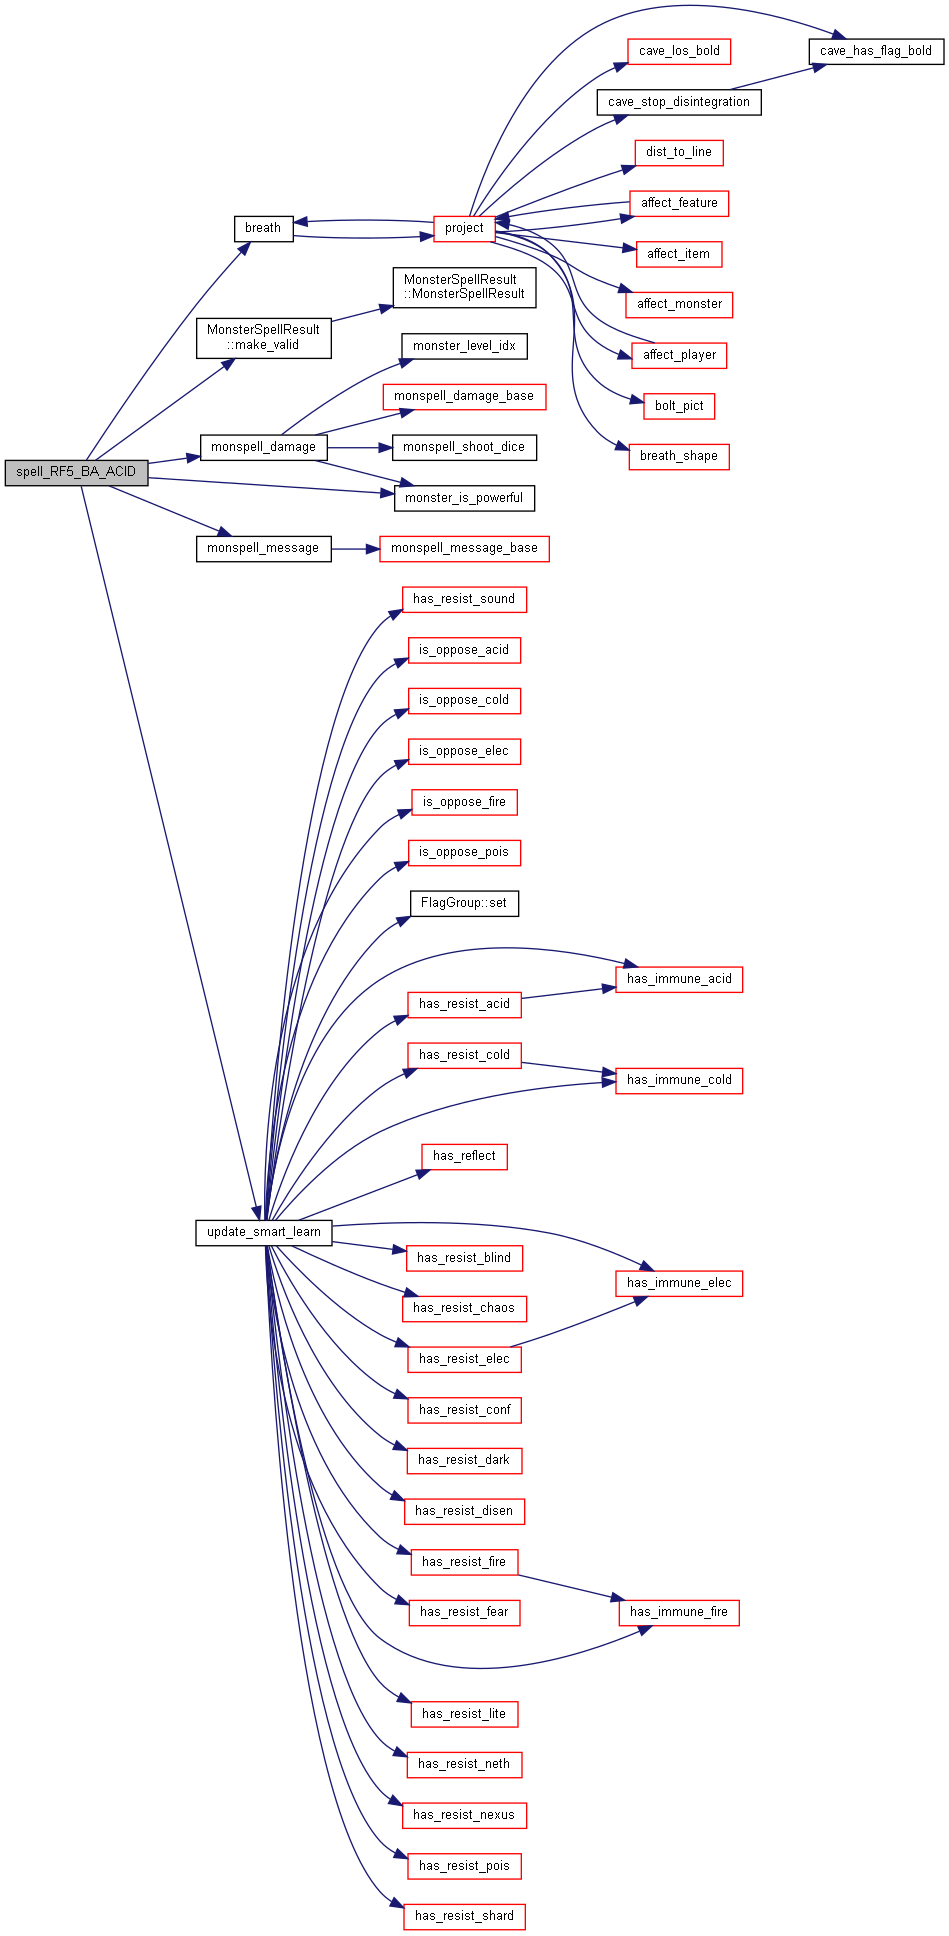 cave_los_bold
cave_has_flag_bold
cave_stop_disintegration
dist_to_line
affect_feature
breath
project
affect_item
MonsterSpellResult
::MonsterSpellResult
affect_monster
MonsterSpellResult
::make_valid
monster_level_idx
affect_player
monspell_damage_base
bolt_pict
monspell_damage
monspell_shoot_dice
breath_shape
spell_RF5_BA_ACID
monster_is_powerful
monspell_message
monspell_message_base
has_resist_sound
is_oppose_acid
is_oppose_cold
is_oppose_elec
is_oppose_fire
is_oppose_pois
FlagGroup::set
has_immune_acid
has_resist_acid
has_resist_cold
has_immune_cold
has_reflect
update_smart_learn
has_resist_blind
has_immune_elec
has_resist_chaos
has_resist_elec
has_resist_conf
has_resist_dark
has_resist_disen
has_resist_fire
has_resist_fear
has_immune_fire
has_resist_lite
has_resist_neth
has_resist_nexus
has_resist_pois
has_resist_shard